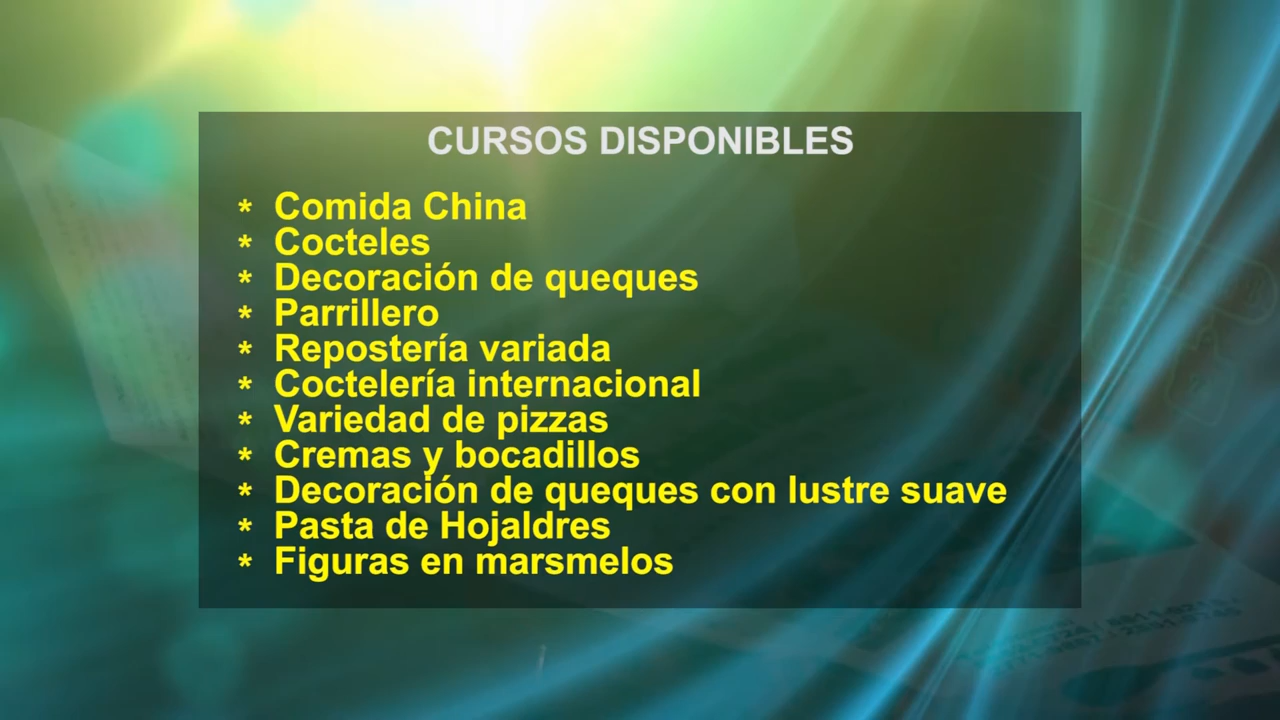 CURSOS DISPONIBLES
* Comida China
* Cocteles
* Decoración de queques
* Parrillero
* Repostería variada
* Coctelería internacional
* Variedad de pizzas
* Cremas y bocadillos
* Decoración de queques con lustre suave
* Pasta de Hojaldres
* Figuras en marsmelos